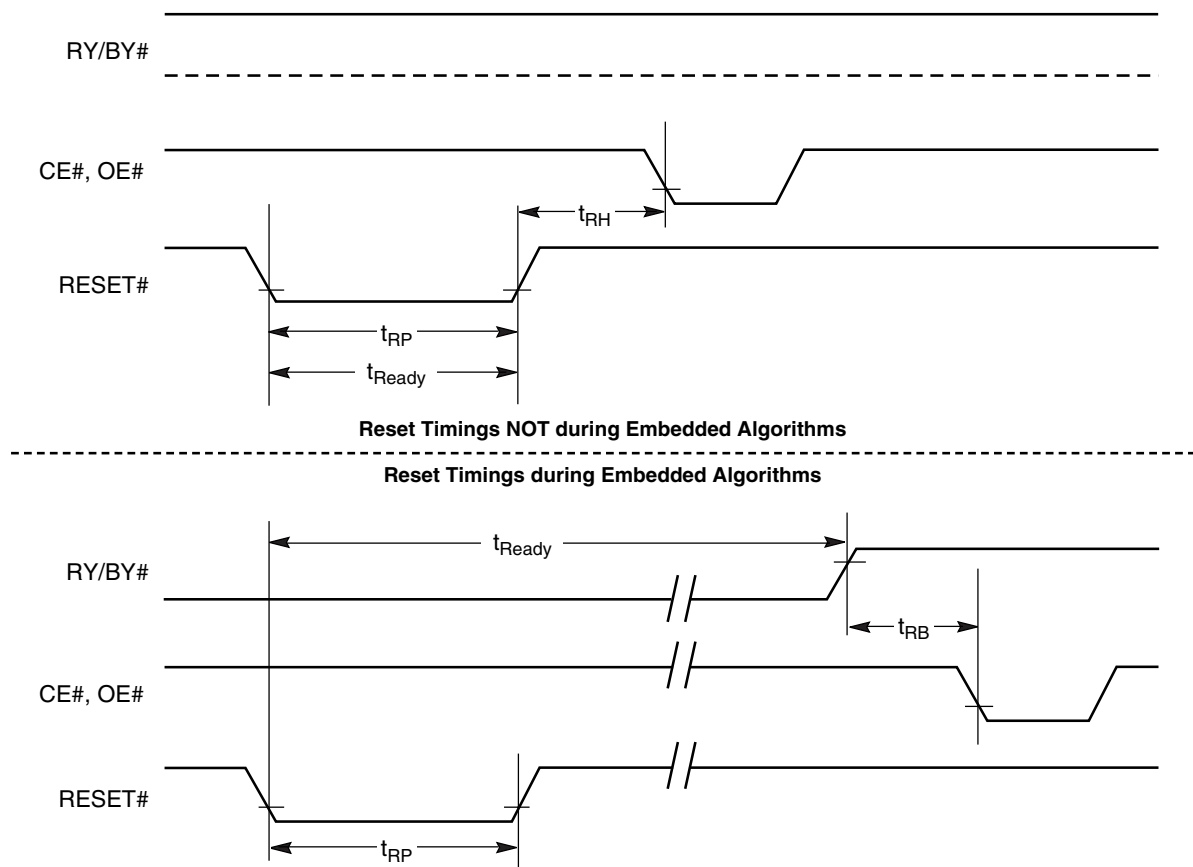 RY/BY#
CE#, OE#
tRH
RESET#
tRP
tReady
Reset Timings NOT during Embedded Algorithms
Reset Timings during Embedded Algorithms
tReady
RY/BY#
tRB
CE#, OE#
RESET#
tRP